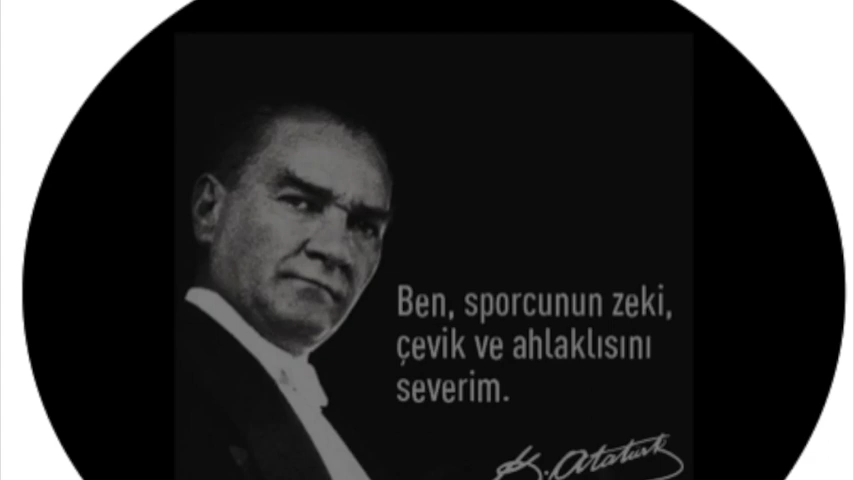 Ben, sporcunun zeki,
çevik ve ahlaklısını
severim.
K. Atatürk